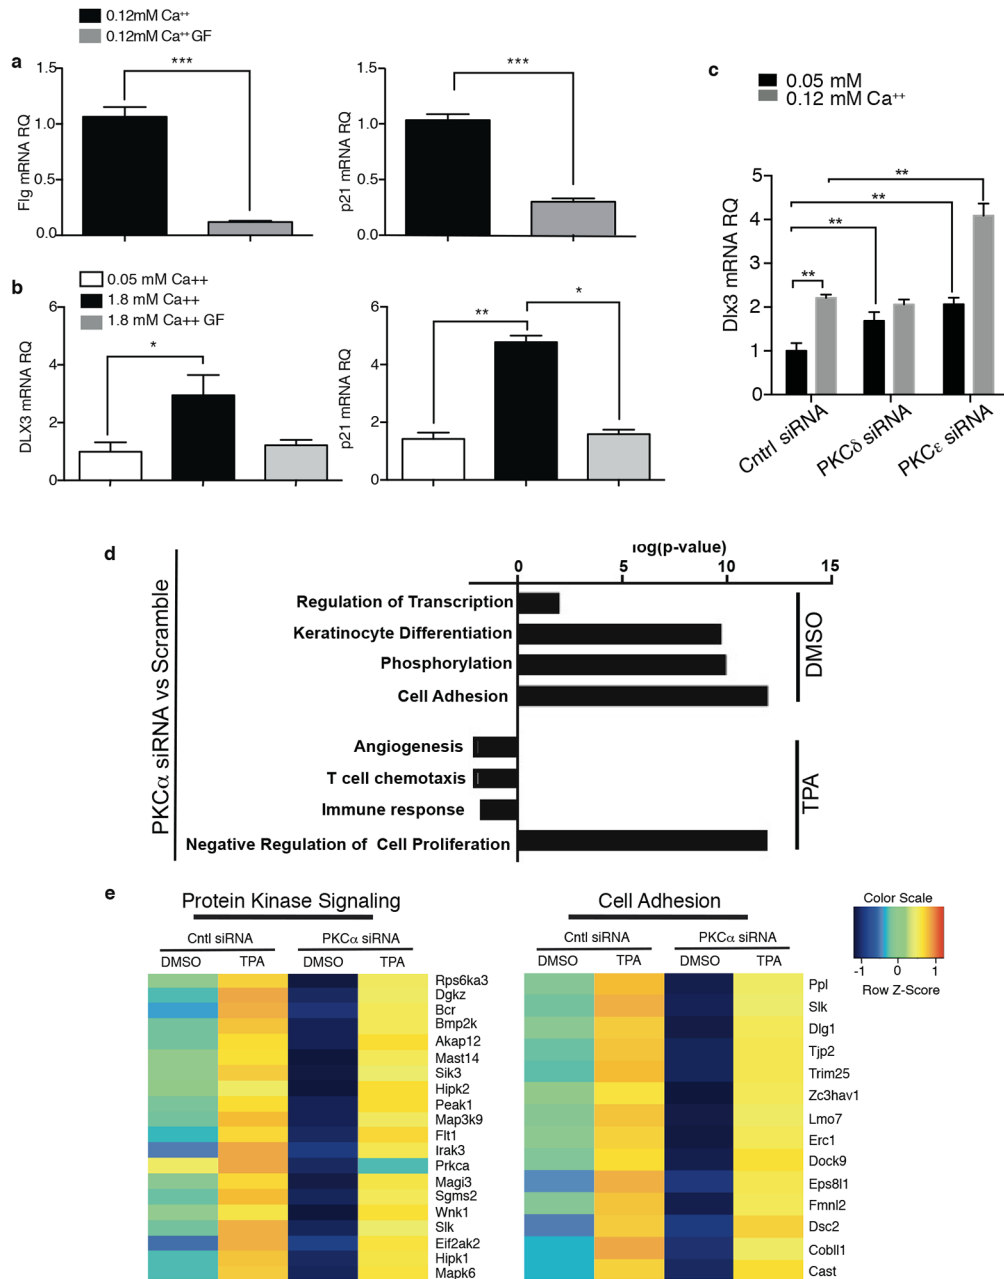 0.12mM Ca++
0.12mM Ca++ GF
a
1.5
1.0
0.5
0.0
Flg mRNA RQ
***
1.5
1.0
0.5
0.0
p21 mRNA RQ
***
b
0.05 mM Ca++
1.8 mM Ca++
1.8 mM Ca++ GF
6
4
2
0
DLX3 mRNA RQ
*
6
4
2
0
p21 mRNA RQ
**
*
c
0.05 mM
0.12 mM Ca++
5
4
3
2
1
0
Dlx3 mRNA RQ
**
**
**
**
Cntrl siRNA
PKCδ siRNA
PKCε siRNA
d
PKCα siRNA vs Scramble
log(p-value)
0 5 10 15
Regulation of Transcription
Keratinocyte Differentiation
Phosphorylation
Cell Adhesion
DMSO
Angiogenesis
T cell chemotaxis
Immune response
Negative Regulation of Cell Proliferation
TPA
e
Protein Kinase Signaling
Cntl siRNA PKCα siRNA
DMSO TPA DMSO TPA
Rps6ka3
Dgkz
Bcr
Bmp2k
Akap12
Mast14
Sik3
Hipk2
Peak1
Map3k9
Flt1
Irak3
Prkca
Magi3
Sgms2
Wnk1
Slk
Eif2ak2
Hipk1
Mapk6
Cell Adhesion
Cntl siRNA PKCα siRNA
DMSO TPA DMSO TPA
Ppl
Slk
Dlg1
Tjp2
Trim25
Zc3hav1
Lmo7
Erc1
Dock9
Eps8l1
Fmnl2
Dsc2
Cobll1
Cast
Color Scale
-1 0 1
Row Z-Score